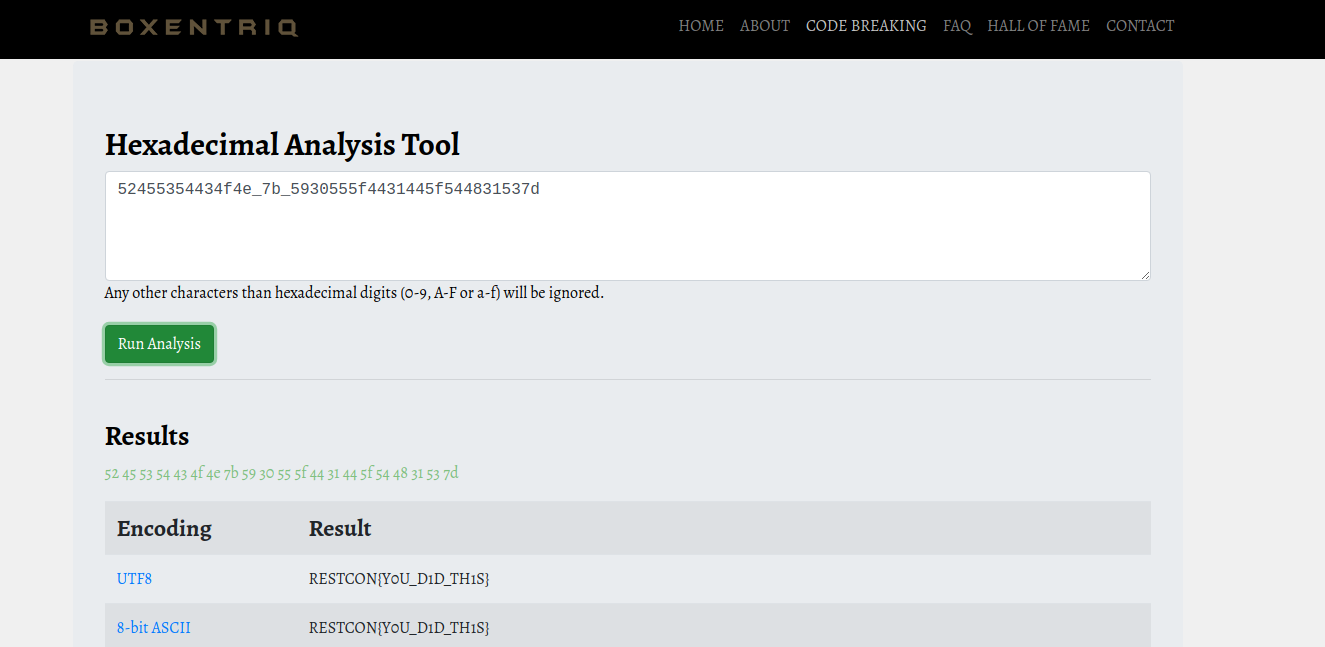 BOXENTRIQ
HOME ABOUT CODE BREAKING FAQ HALL OF FAME CONTACT
Hexadecimal Analysis Tool
52455354434f4e_7b_5930555f4431445f544831537d
Any other characters than hexadecimal digits (0-9, A-F or a-f) will be ignored.
Run Analysis
Results
52 45 53 54 43 4f 4e 7b 59 30 55 5f 44 31 44 5f 54 48 31 53 7d
Encoding Result
UTF8 RESTCON{Y0U_D1D_TH1S}
8-bit ASCII RESTCON{Y0U_D1D_TH1S}